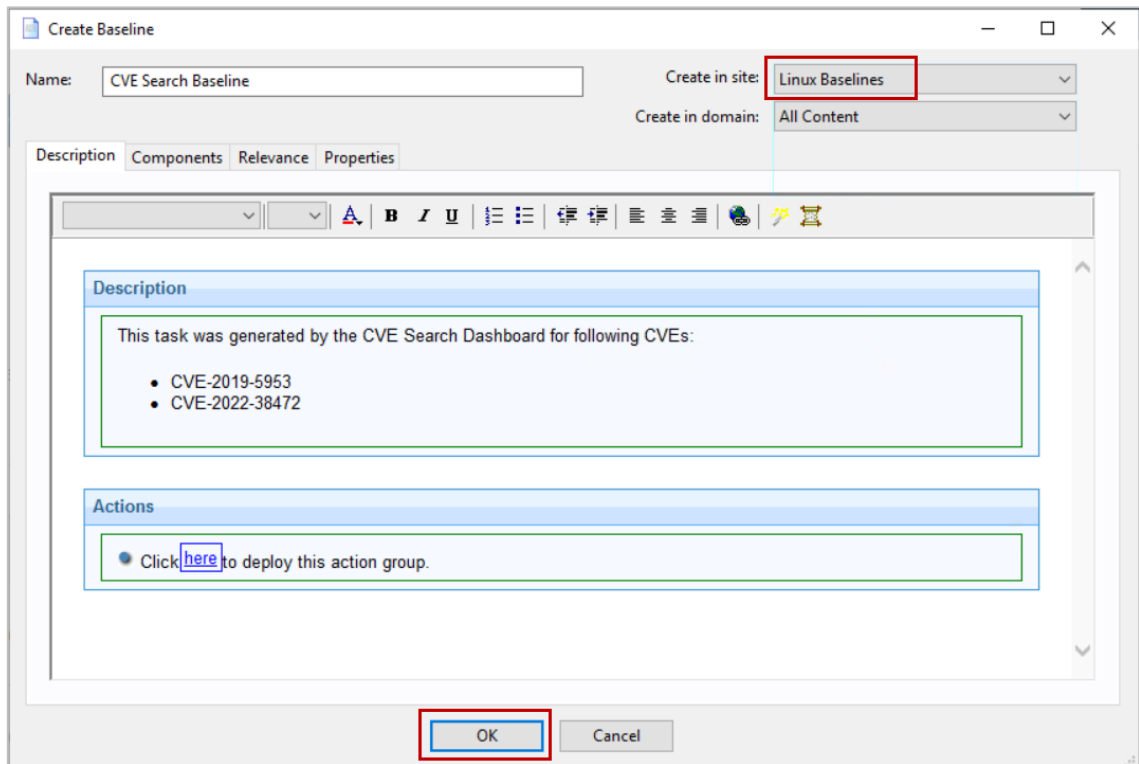 Create Baseline
Name: CVE Search Baseline
Create in site: Linux Baselines
Create in domain: All Content
Description Components Relevance Properties
A B I U
Description
This task was generated by the CVE Search Dashboard for following CVEs:
• CVE-2019-5953
• CVE-2022-38472
Actions
Click here to deploy this action group.
OK Cancel